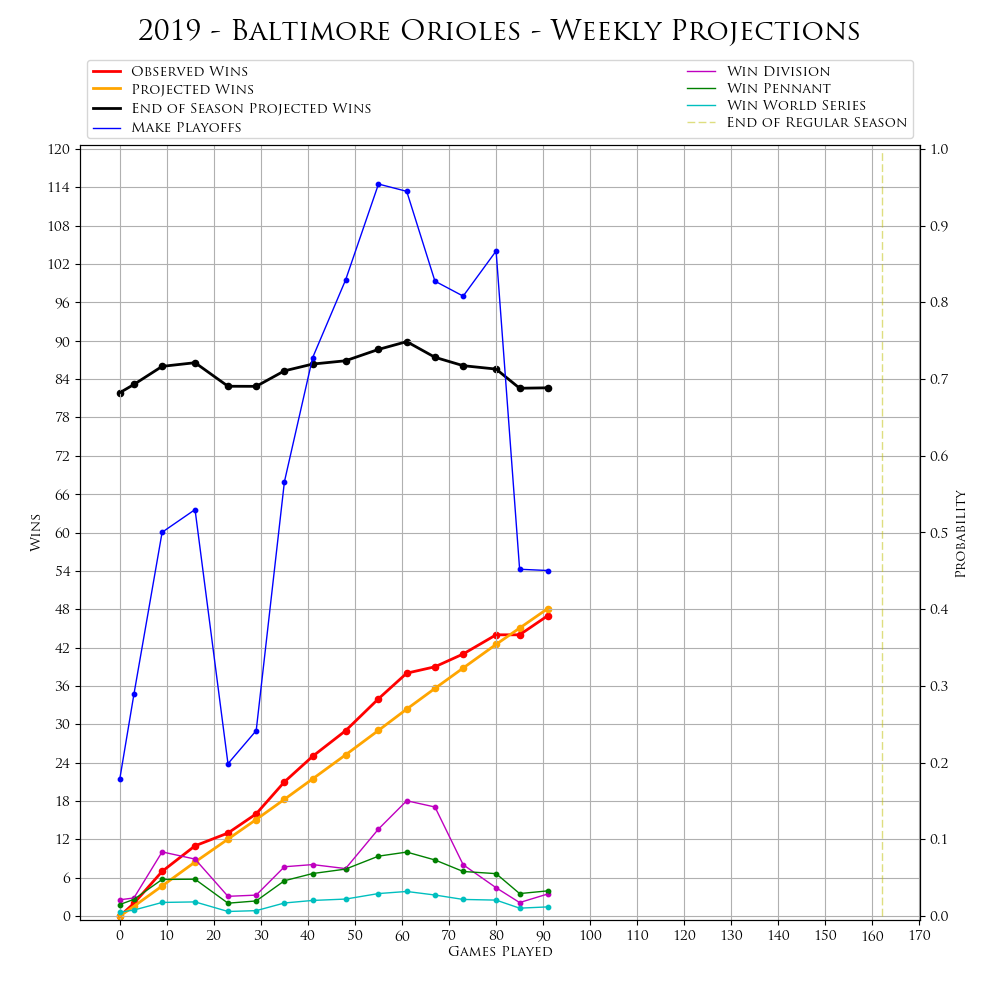 2019 - Baltimore Orioles - Weekly Projections
Observed Wins
Projected Wins
End of Season Projected Wins
Make Playoffs
Win Division
Win Pennant
Win World Series
End of Regular Season
120
114
108
102
96
90
84
78
72
66
60
54
48
42
36
30
24
18
12
6
0
Wins
1.0
0.9
0.8
0.7
0.6
0.5
0.4
0.3
0.2
0.1
0.0
Probability
0 10 20 30 40 50 60 70 80 90 100 110 120 130 140 150 160 170
Games Played